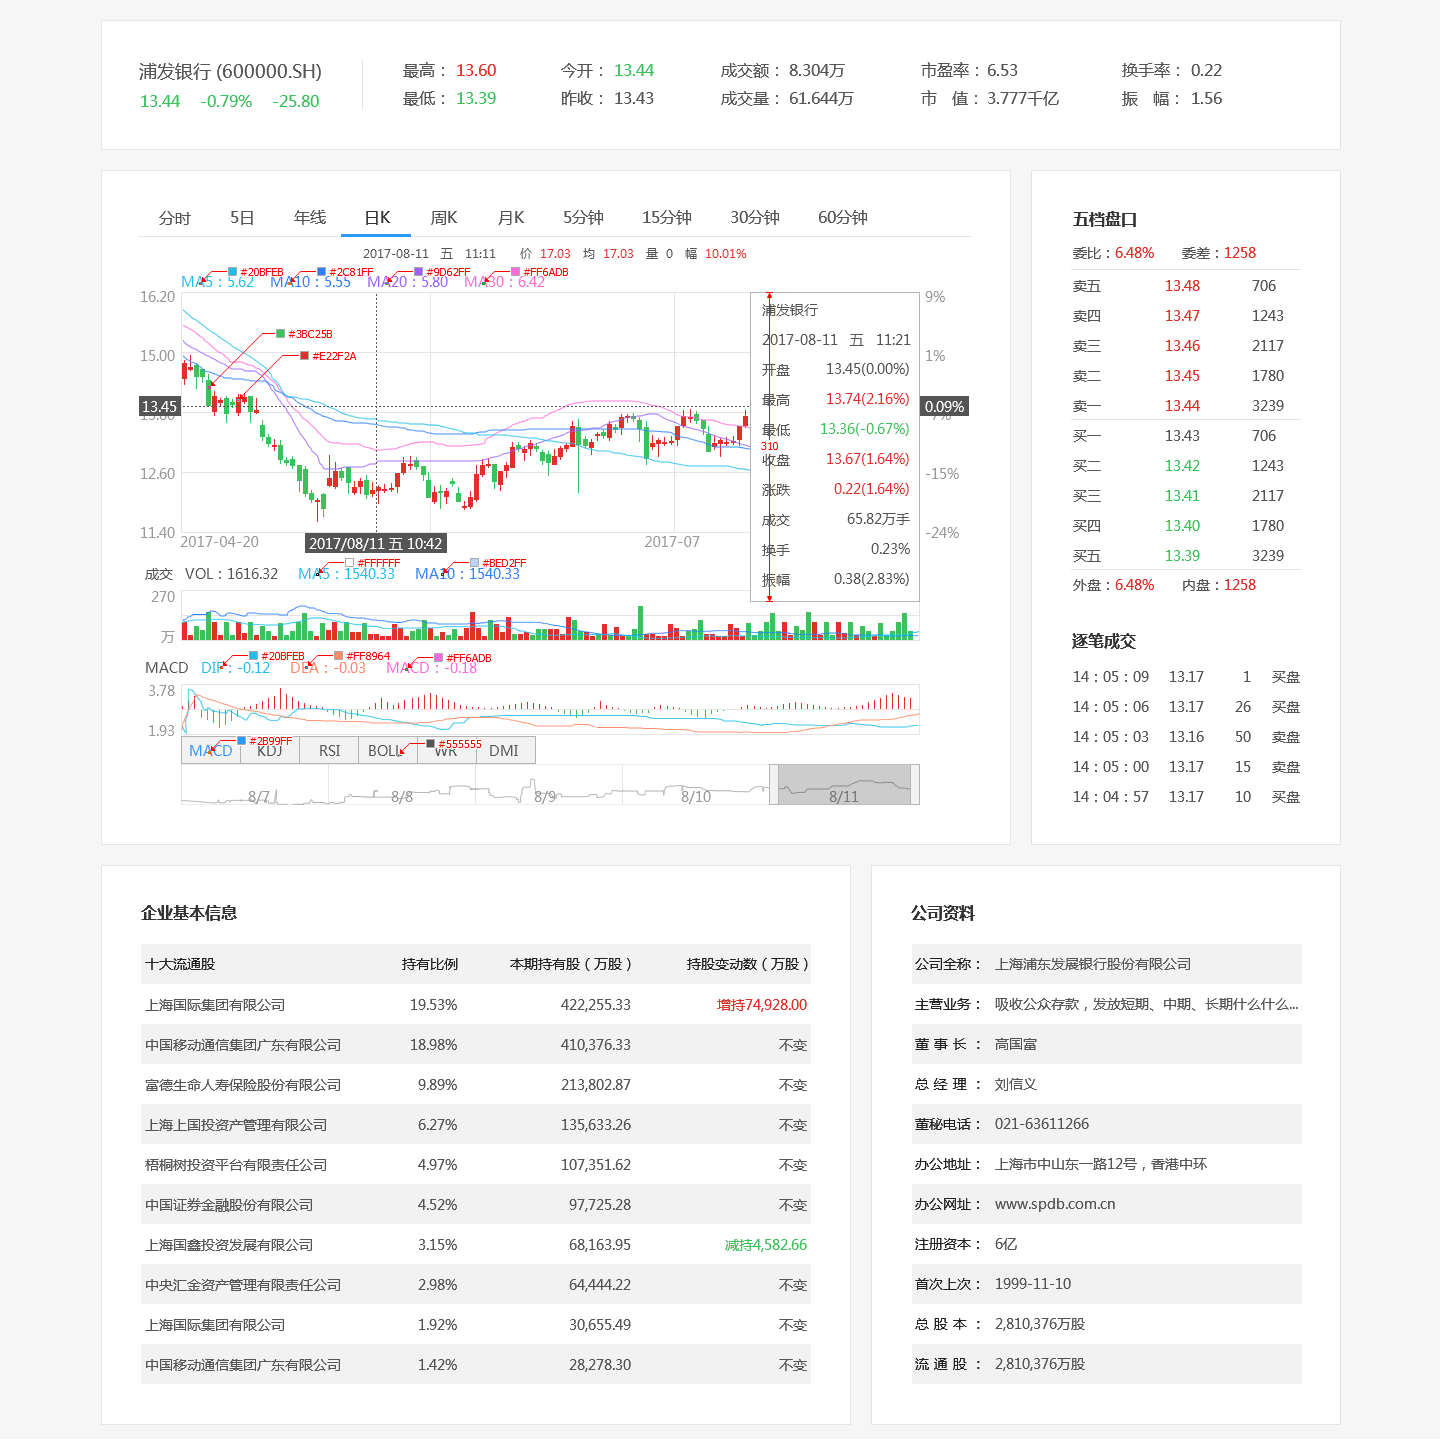 浦发银行 (600000.SH)
13.44 -0.79% -25.80
最高： 13.60 今开： 13.44 成交额： 8.304万 市盈率： 6.53 换手率： 0.22
最低： 13.39 昨收： 13.43 成交量： 61.644万 市 值： 3.777千亿 振 幅： 1.56
分时 5日 年线 日K 周K 月K 5分钟 15分钟 30分钟 60分钟
2017-08-11 五 11:11 价 17.03 均 17.03 量 0 幅 10.01%
#20BFEB #2C81FF #9D62FF #FF6ADB
MA5：5.62 MA10：5.55 MA20：5.80 MA30：6.42
16.20 9%
#3BC25B
#E22F2A
15.00 1%
13.45 0.09%
12.60 -15%
11.40 -24%
2017-04-20 2017/08/11 五 10:42 2017-07
浦发银行
2017-08-11 五 11:21
开盘 13.45(0.00%)
最高 13.74(2.16%)
最低 13.36(-0.67%)
310
收盘 13.67(1.64%)
涨跌 0.22(1.64%)
成交 65.82万手
换手 0.23%
振幅 0.38(2.83%)
#FFFFFF #BED2FF
成交 VOL：1616.32 MA5：1540.33 MA10：1540.33
270
万
#20BFEB #FF8964 #FF6ADB
MACD DIF：-0.12 DEA：-0.03 MACD：-0.18
3.78
1.93
#2B99FF #555555
MACD KDJ RSI BOLL WR DMI
8/7 8/8 8/9 8/10 8/11
五档盘口
委比：6.48% 委差：1258
卖五 13.48 706
卖四 13.47 1243
卖三 13.46 2117
卖二 13.45 1780
卖一 13.44 3239
买一 13.43 706
买二 13.42 1243
买三 13.41 2117
买四 13.40 1780
买五 13.39 3239
外盘：6.48% 内盘：1258
逐笔成交
14：05：09 13.17 1 买盘
14：05：06 13.17 26 买盘
14：05：03 13.16 50 卖盘
14：05：00 13.17 15 卖盘
14：04：57 13.17 10 买盘
企业基本信息
十大流通股 持有比例 本期持有股（万股） 持股变动数（万股）
上海国际集团有限公司 19.53% 422,255.33 增持74,928.00
中国移动通信集团广东有限公司 18.98% 410,376.33 不变
富德生命人寿保险股份有限公司 9.89% 213,802.87 不变
上海上国投资产管理有限公司 6.27% 135,633.26 不变
梧桐树投资平台有限责任公司 4.97% 107,351.62 不变
中国证券金融股份有限公司 4.52% 97,725.28 不变
上海国鑫投资发展有限公司 3.15% 68,163.95 减持4,582.66
中央汇金资产管理有限责任公司 2.98% 64,444.22 不变
上海国际集团有限公司 1.92% 30,655.49 不变
中国移动通信集团广东有限公司 1.42% 28,278.30 不变
公司资料
公司全称： 上海浦东发展银行股份有限公司
主营业务： 吸收公众存款，发放短期、中期、长期什么什么...
董 事 长 ： 高国富
总 经 理 ： 刘信义
董秘电话： 021-63611266
办公地址： 上海市中山东一路12号，香港中环
办公网址： www.spdb.com.cn
注册资本： 6亿
首次上次： 1999-11-10
总 股 本 ： 2,810,376万股
流 通 股 ： 2,810,376万股